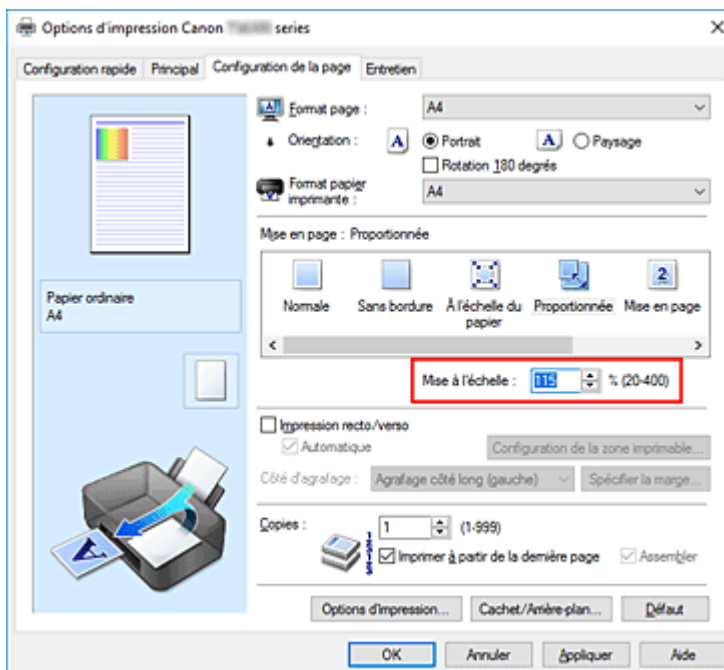 Options d'impression Canon series
Configuration rapide Principal Configuration de la page Entretien
Format page : A4
Orientation : A Portrait A Paysage
Rotation 180 degrés
Format papier imprimante : A4
Mise en page : Proportionnée
2
Normale Sans bordure À l'échelle du papier Proportionnée Mise en page
Papier ordinaire
A4
Mise à l'échelle : 115 % (20-400)
Impression recto/verso
Automatique Configuration de la zone imprimable...
Côté d'agrafage : Agrafage côté long (gauche) Spécifier la marge...
Copies : 1 (1-999)
Imprimer à partir de la dernière page Assembler
A
Options d'impression... Cachet/Arrière-plan... Défaut
OK Annuler Appliquer Aide